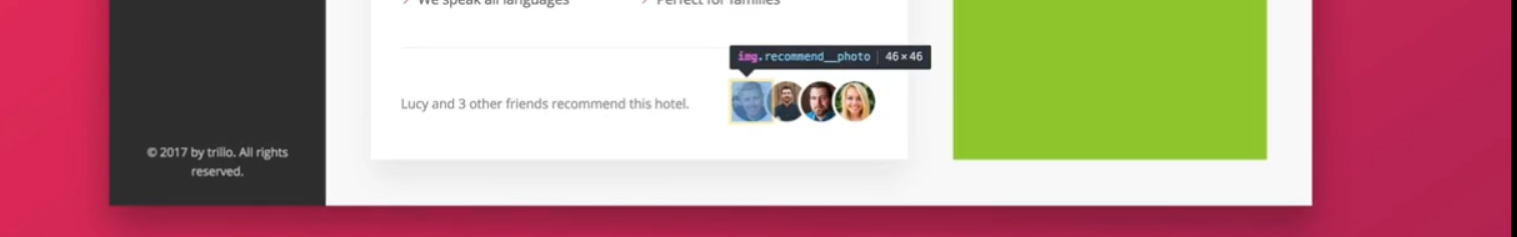 We speak all languages
Perfect for families
img.recommend__photo | 46×46
Lucy and 3 other friends recommend this hotel.
© 2017 by trillo. All rights
reserved.